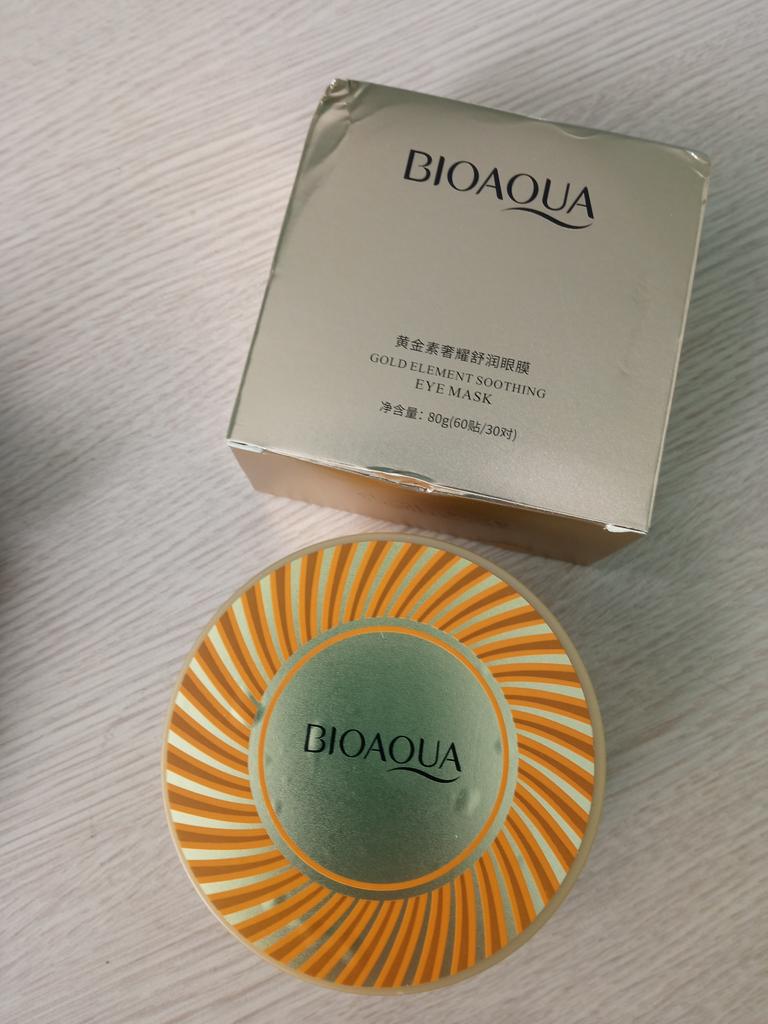 BIOAQUA
黄金素奢耀舒润眼膜
GOLD ELEMENT SOOTHING
EYE MASK
净含量：80g(60贴/30对)
BIOAQUA